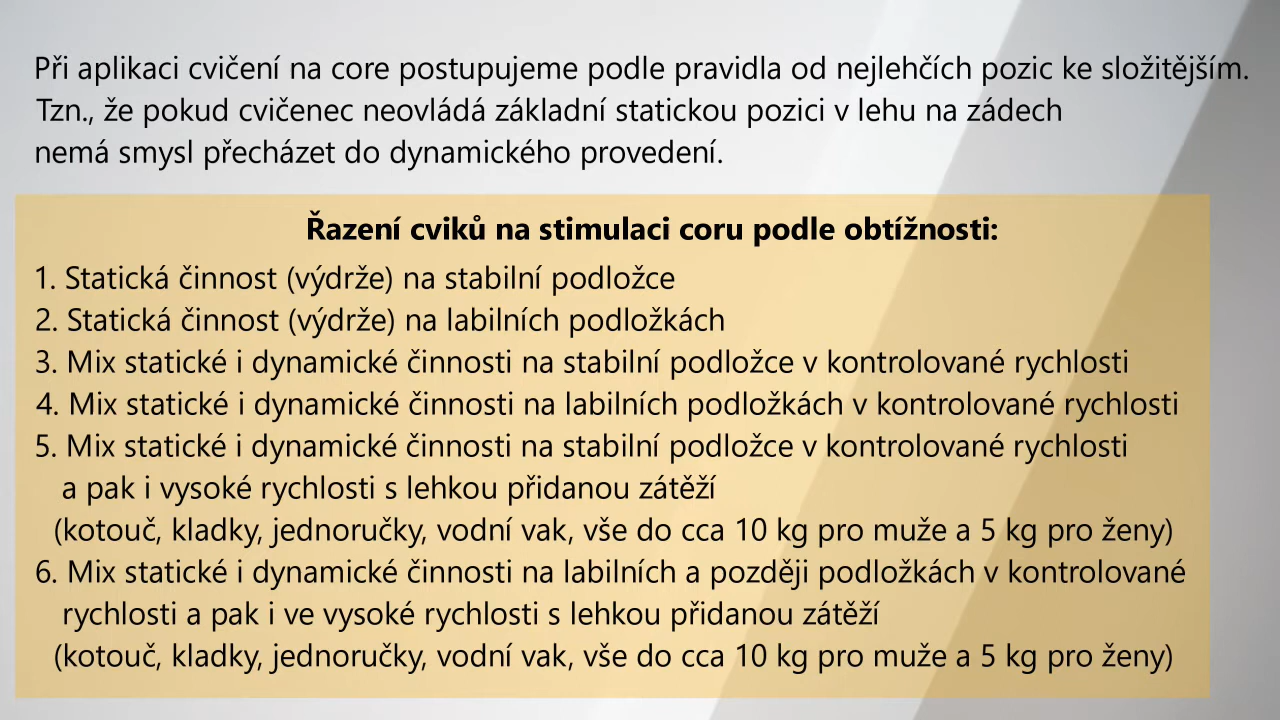 Při aplikaci cvičení na core postupujeme podle pravidla od nejlehčích pozic ke složitějším.
Tzn., že pokud cvičenec neovládá základní statickou pozici v lehu na zádech
nemá smysl přecházet do dynamického provedení.
Řazení cviků na stimulaci coru podle obtížnosti:
1. Statická činnost (výdrže) na stabilní podložce
2. Statická činnost (výdrže) na labilních podložkách
3. Mix statické i dynamické činnosti na stabilní podložce v kontrolované rychlosti
4. Mix statické i dynamické činnosti na labilních podložkách v kontrolované rychlosti
5. Mix statické i dynamické činnosti na stabilní podložce v kontrolované rychlosti
a pak i vysoké rychlosti s lehkou přidanou zátěží
(kotouč, kladky, jednoručky, vodní vak, vše do cca 10 kg pro muže a 5 kg pro ženy)
6. Mix statické i dynamické činnosti na labilních a později podložkách v kontrolované
rychlosti a pak i ve vysoké rychlosti s lehkou přidanou zátěží
(kotouč, kladky, jednoručky, vodní vak, vše do cca 10 kg pro muže a 5 kg pro ženy)